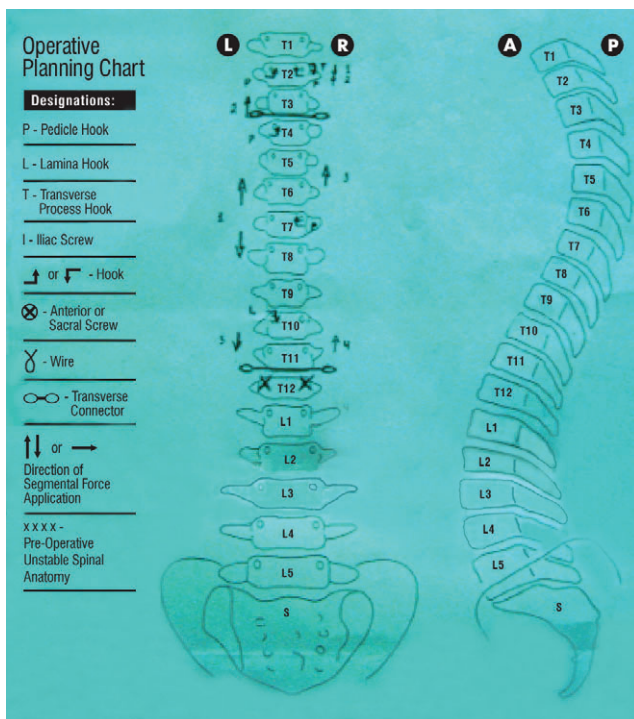 Operative
Planning Chart
Designations:
P - Pedicle Hook
L - Lamina Hook
T - Transverse
Process Hook
I - Iliac Screw
or - Hook
- Anterior or
Sacral Screw
- Wire
- Transverse
Connector
or
Direction of
Segmental Force
Application
x x x x -
Pre-Operative
Unstable Spinal
Anatomy
L R
T1
T2
T3
T4
T5
T6
T7
T8
T9
T10
T11
T12
L1
L2
L3
L4
L5
S
A P
T1
T2
T3
T4
T5
T6
T7
T8
T9
T10
T11
T12
L1
L2
L3
L4
L5
S